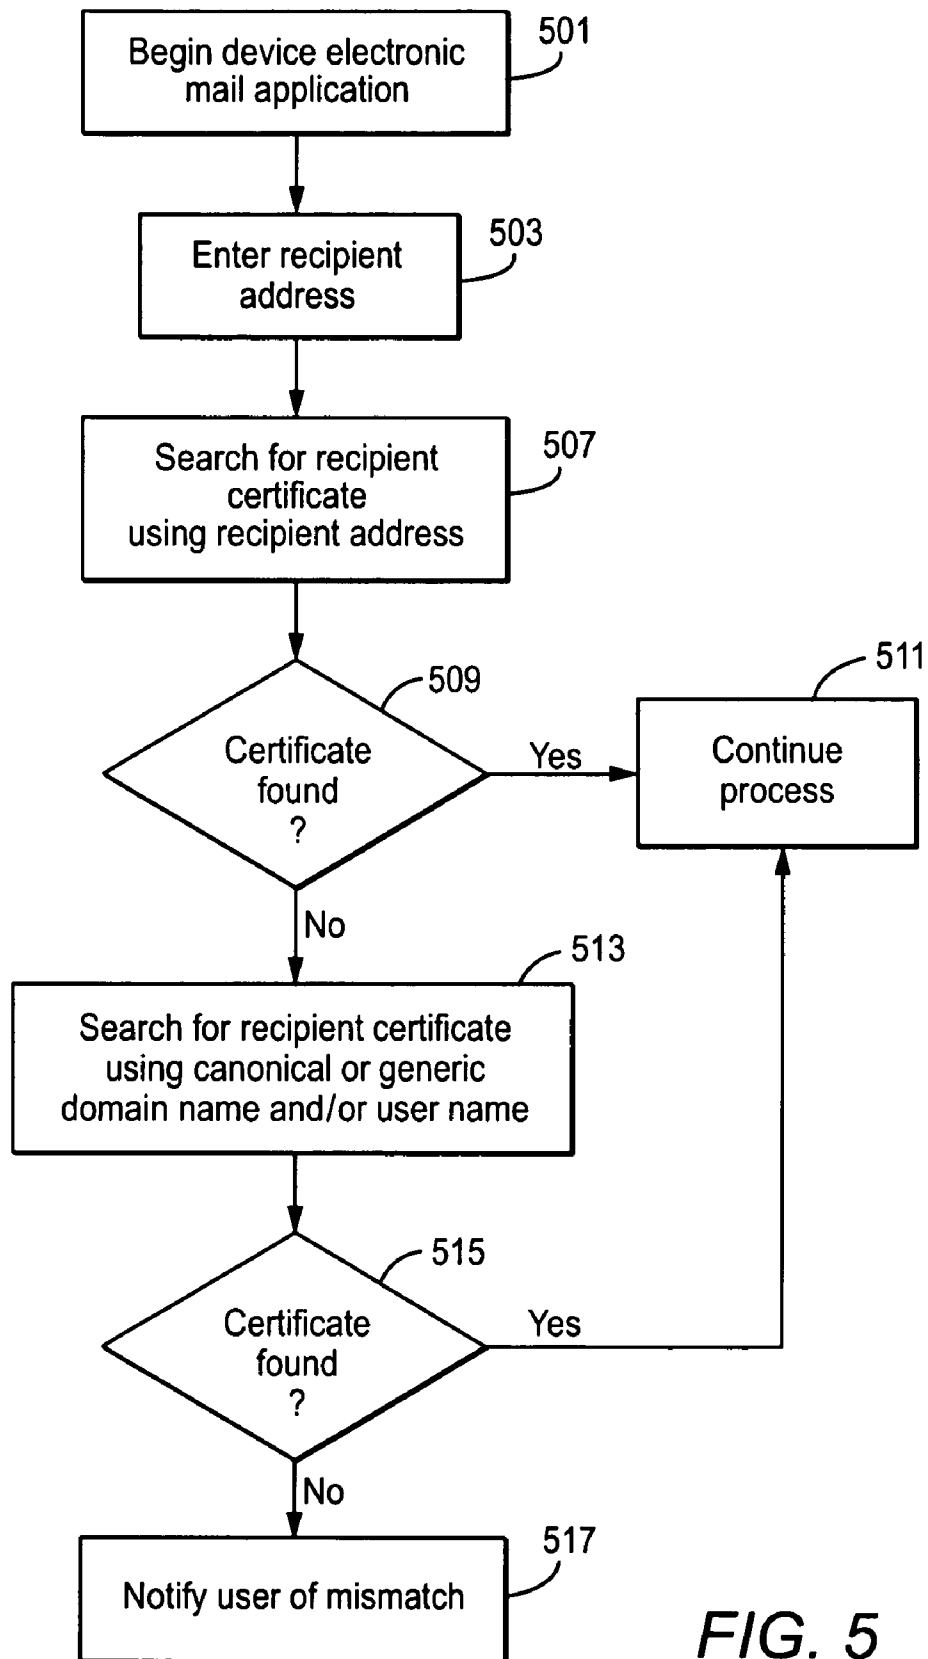 Begin device electronic
mail application
501
Enter recipient
address
503
Search for recipient
certificate
using recipient address
507
Certificate
found
?
509
Yes
Continue
process
511
No
Search for recipient certificate
using canonical or generic
domain name and/or user name
513
Certificate
found
?
515
Yes
No
Notify user of mismatch
517
FIG. 5